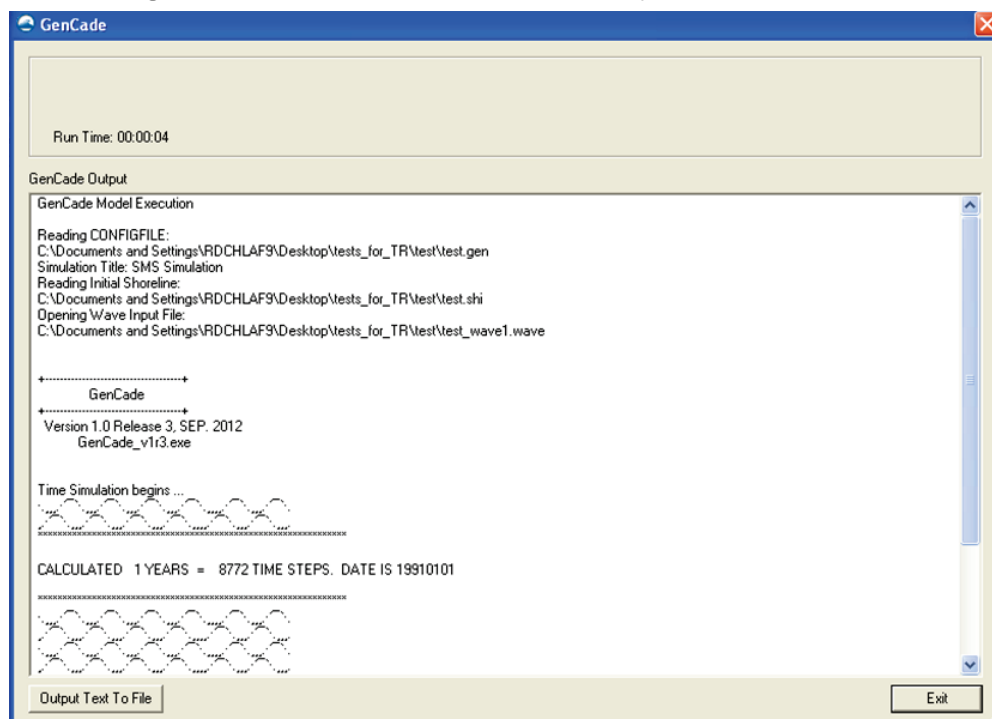 GenCade
Run Time: 00:00:04
GenCade Output
GenCade Model Execution
Reading CONFIGFILE:
C:\Documents and Settings\RDCHLAF9\Desktop\tests_for_TR\test\test.gen
Simulation Title: SMS Simulation
Reading Initial Shoreline:
C:\Documents and Settings\RDCHLAF9\Desktop\tests_for_TR\test\test.shi
Opening Wave Input File:
C:\Documents and Settings\RDCHLAF9\Desktop\tests_for_TR\test\test_wave1.wave
GenCade
Version 1.0 Release 3, SEP. 2012
GenCade_v1r3.exe
Time Simulation begins ...
CALCULATED 1 YEARS = 8772 TIME STEPS. DATE IS 19910101
Output Text To File
Exit